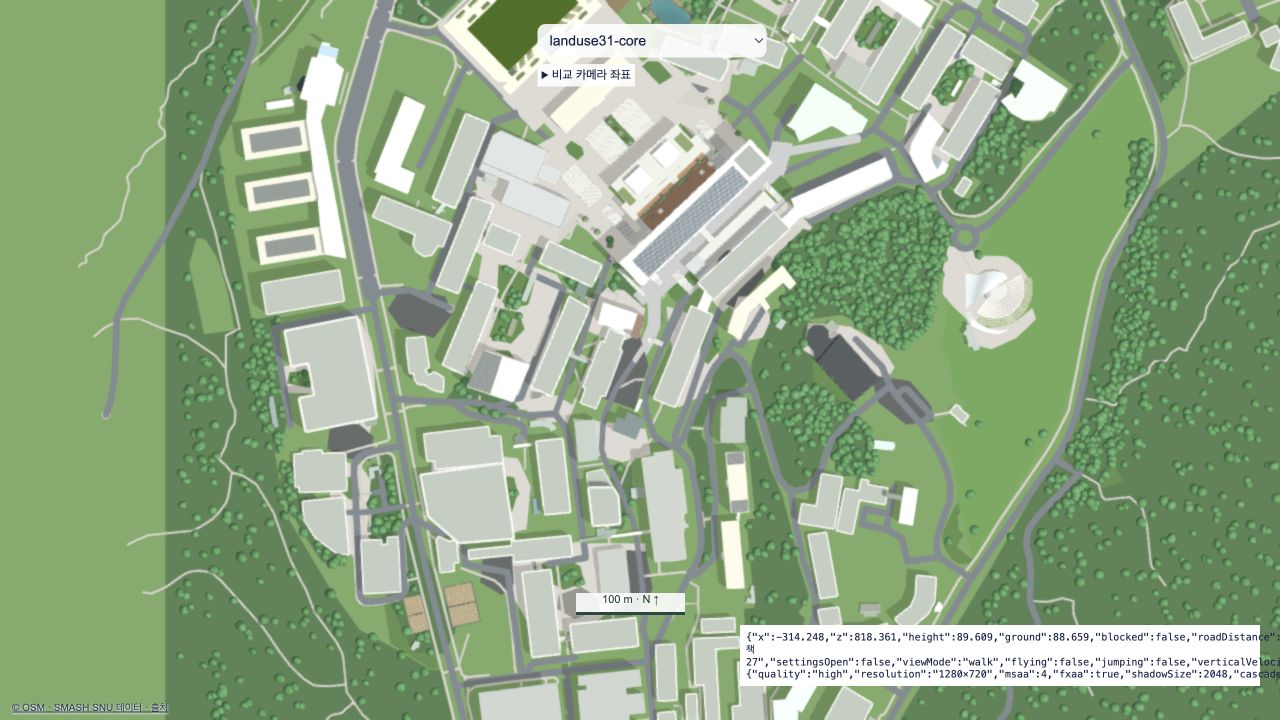 landuse31-core
▶ 비교 카메라 좌표
100 m · N ↑
{"x":-314.248,"z":818.361,"height":89.609,"ground":88.659,"blocked":false,"roadDistance"
책
27","settingsOpen":false,"viewMode":"walk","flying":false,"jumping":false,"verticalVeloci
{"quality":"high","resolution":"1280×720","msaa":4,"fxaa":true,"shadowSize":2048,"cascade
© OSM · SMASH SNU 데이터 · 출처